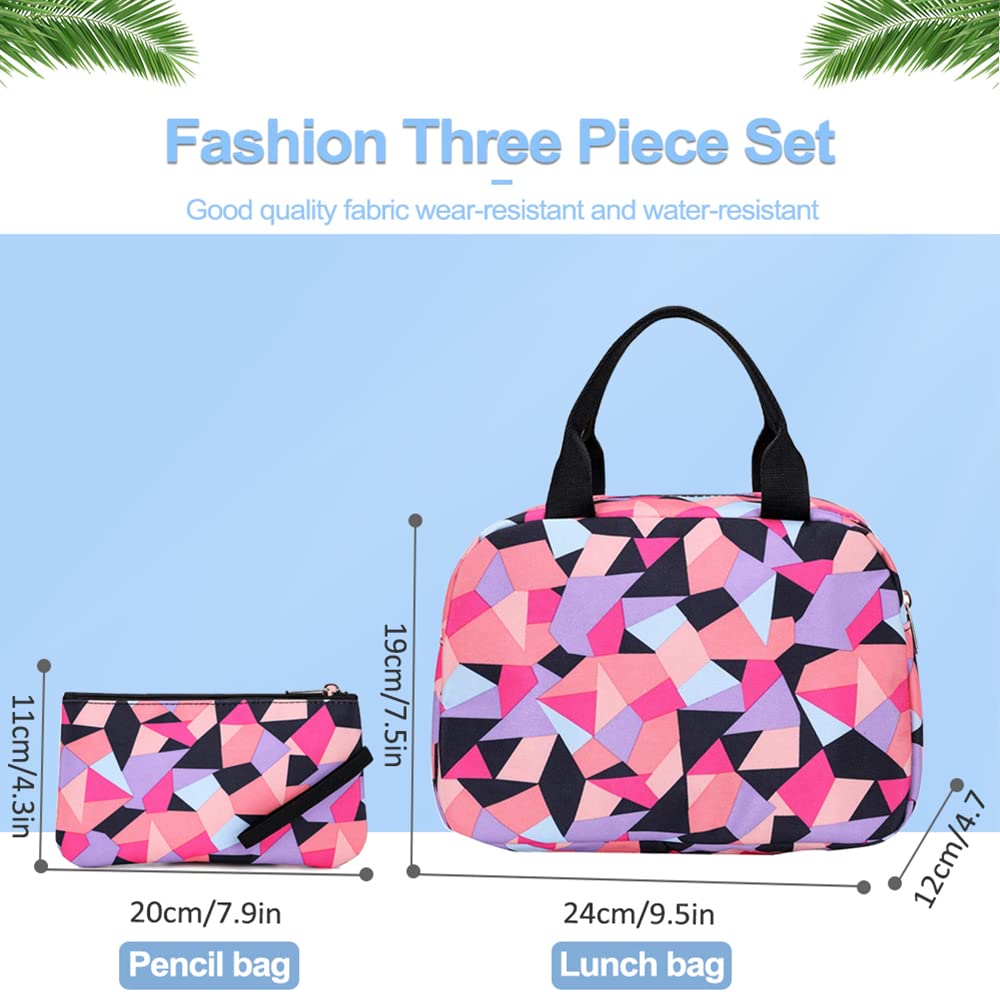 Fashion Three Piece Set
Good quality fabric wear-resistant and water-resistant
19cm/7.5in
11cm/4.3in
12cm/4.7
20cm/7.9in
24cm/9.5in
Pencil bag
Lunch bag